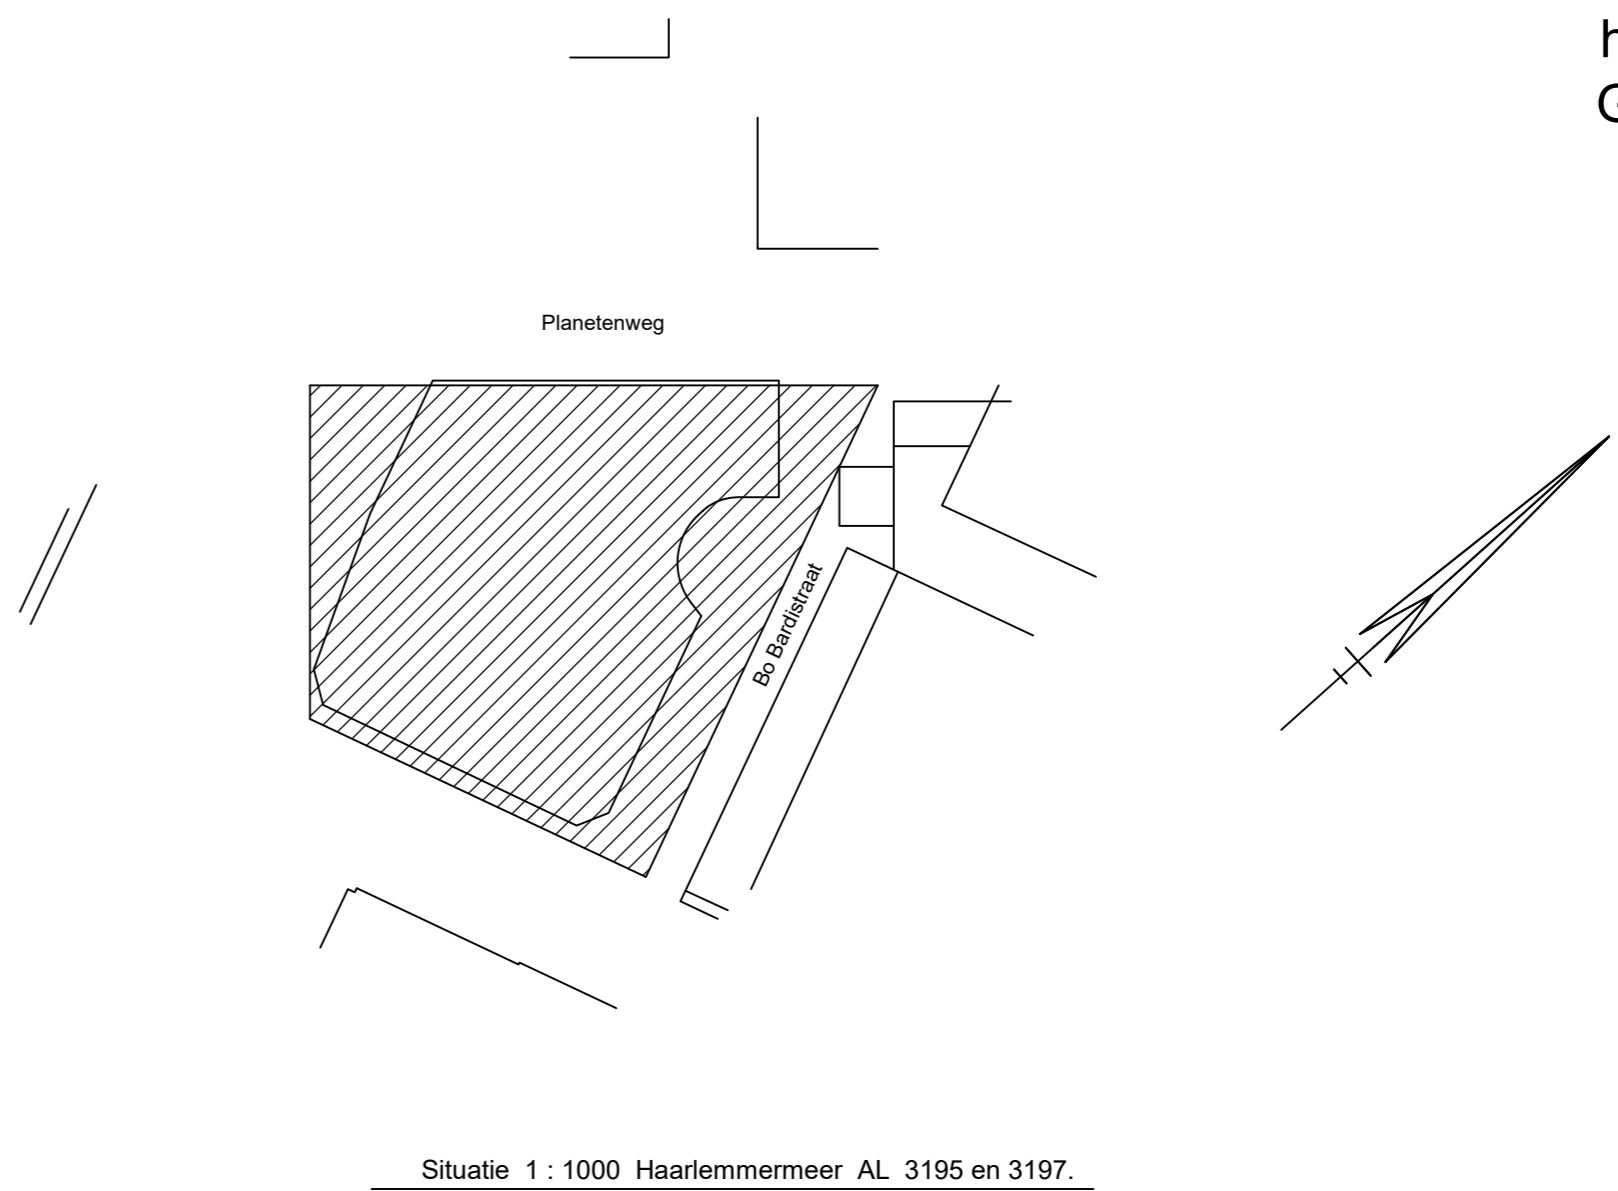 Planetenweg
Bo Bardistraat
Situatie 1 : 1000 Haarlemmermeer AL 3195 en 3197.